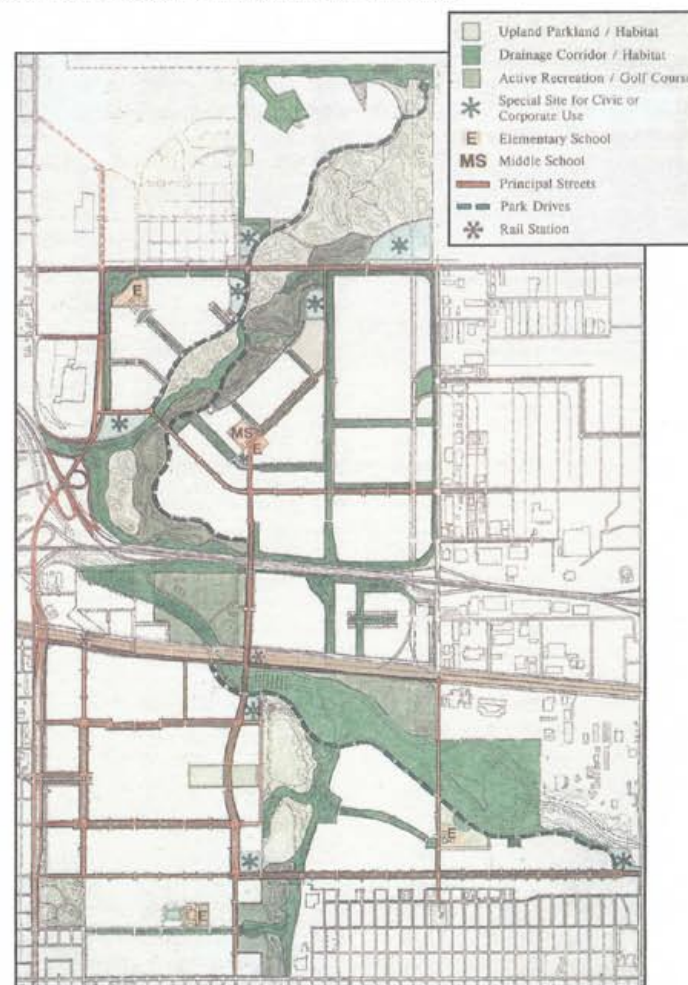 Upland Parkland / Habitat
Drainage Corridor / Habitat
Active Recreation / Golf Course
Special Site for Civic or
Corporate Use
E Elementary School
MS Middle School
Principal Streets
Park Drives
Rail Station
E
MS
E
E
E